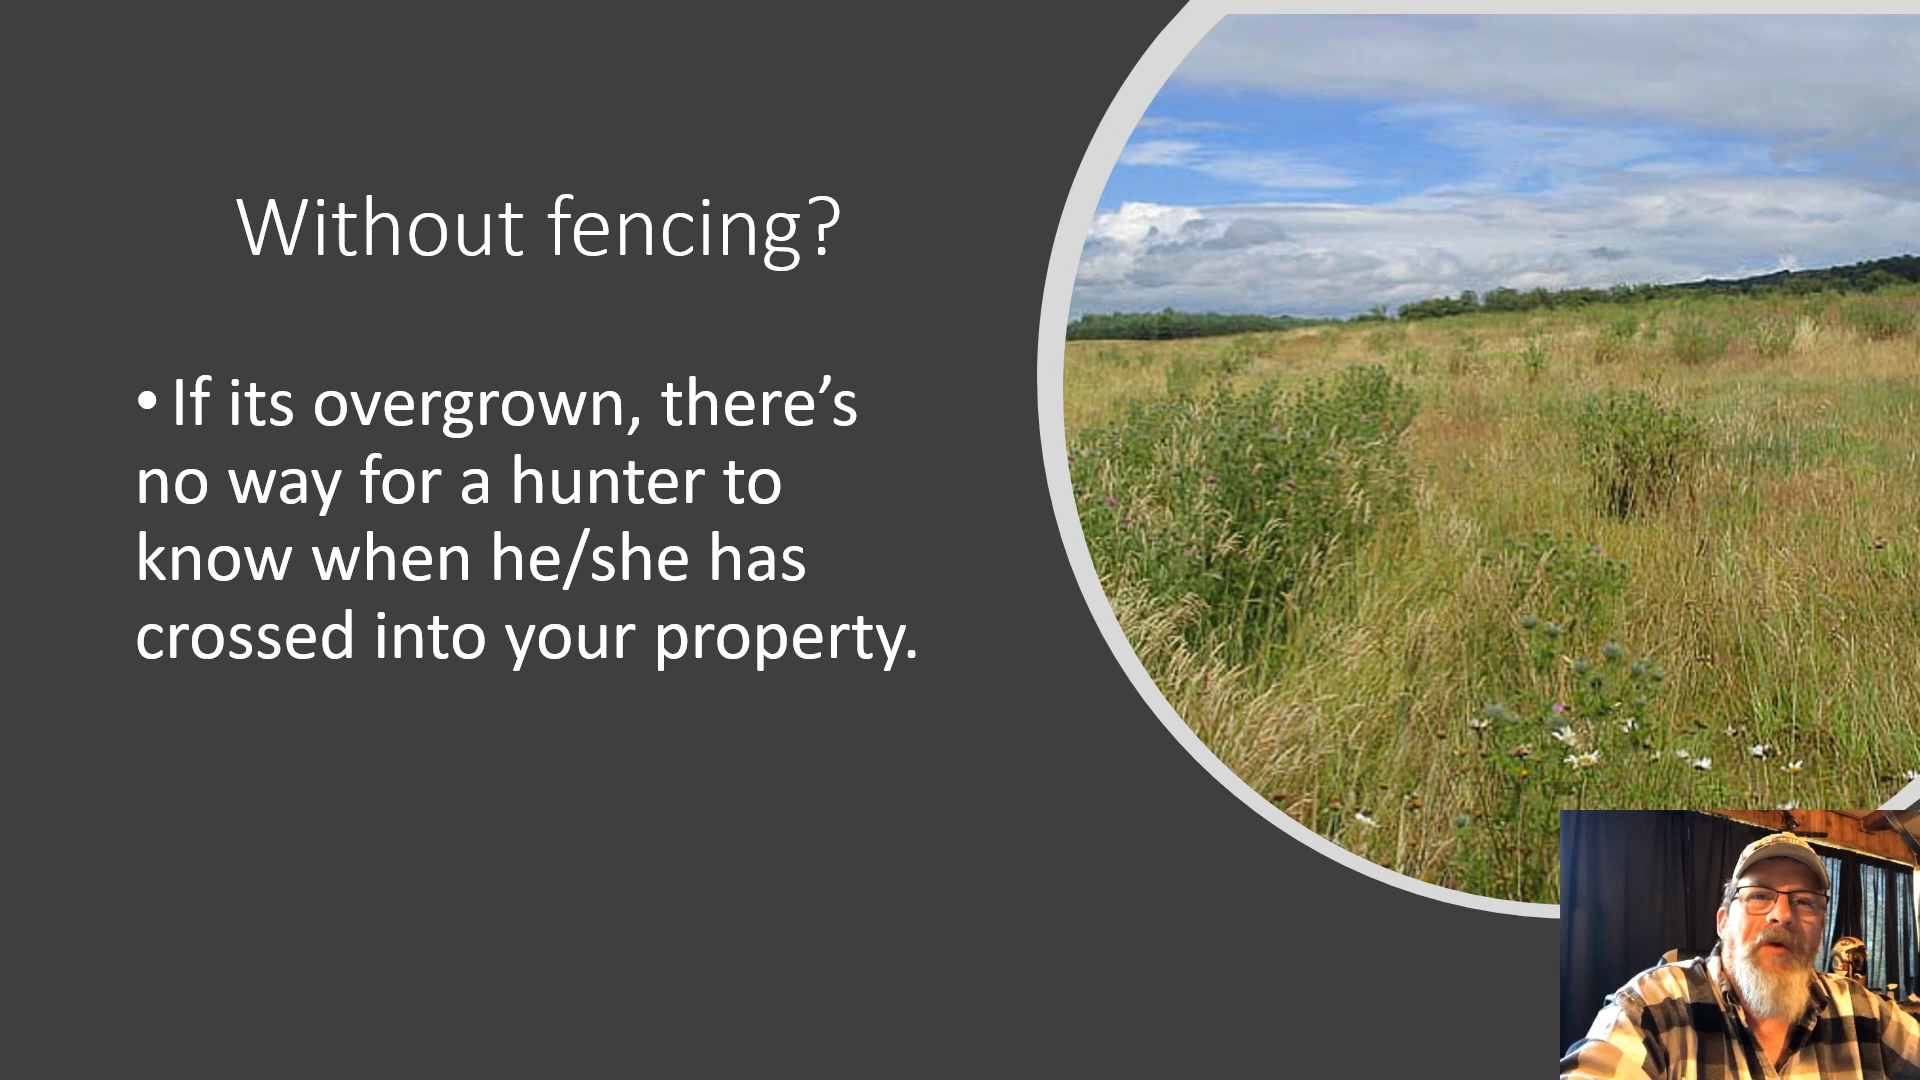 Without fencing?
• If its overgrown, there’s
no way for a hunter to
know when he/she has
crossed into your property.